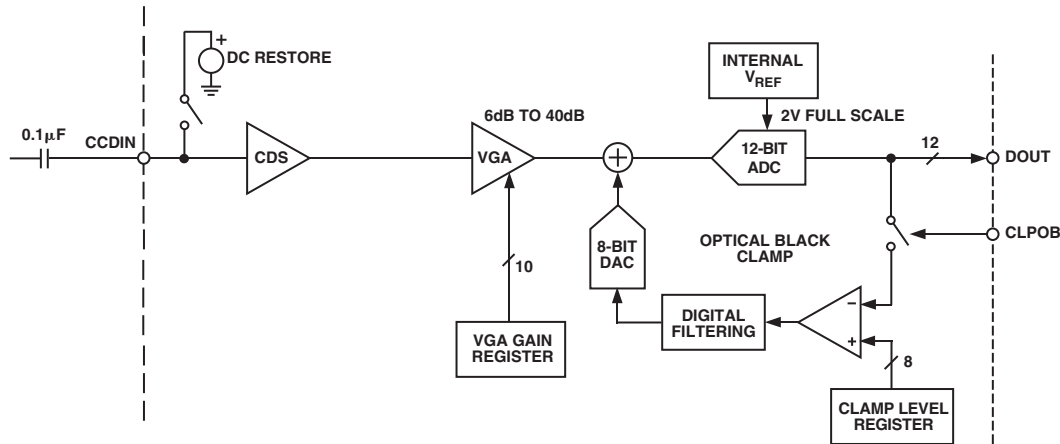 +
DC RESTORE
INTERNAL
V_REF
0.1µF
CCDIN
6dB TO 40dB
2V FULL SCALE
CDS
VGA
+
12-BIT
ADC
12
DOUT
8-BIT
DAC
OPTICAL BLACK
CLAMP
CLPOB
10
–
+
DIGITAL
FILTERING
VGA GAIN
REGISTER
8
CLAMP LEVEL
REGISTER